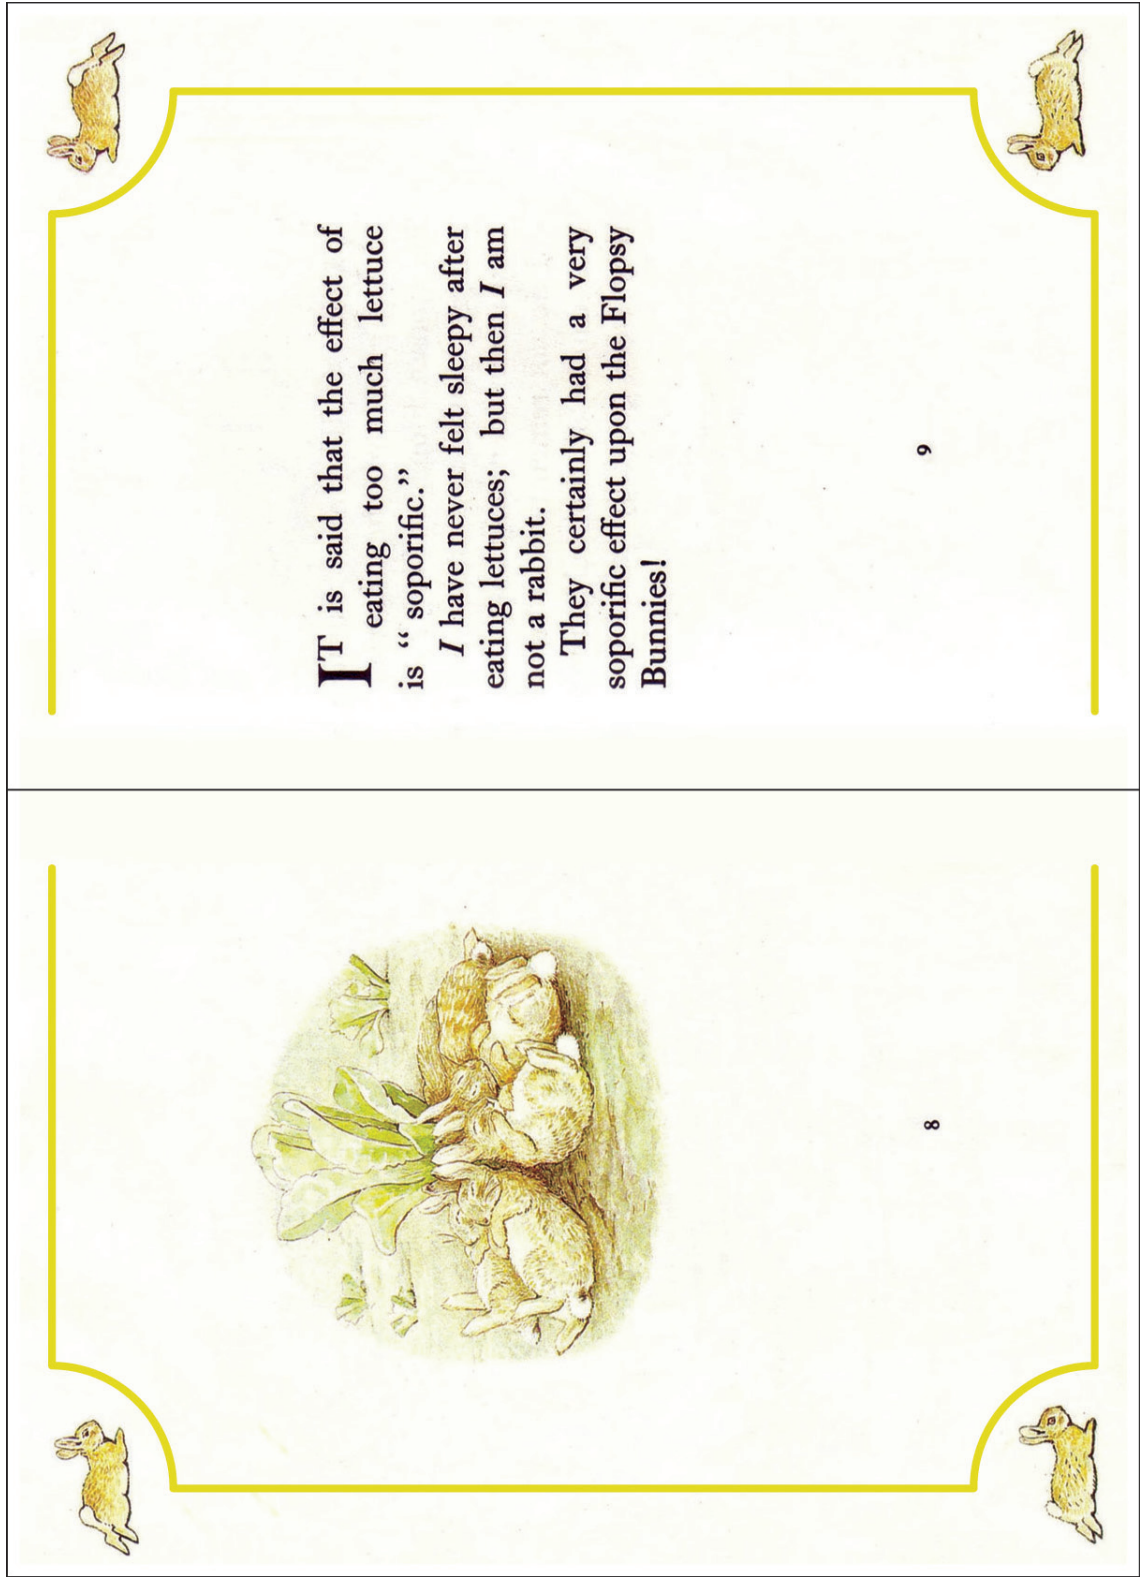 8
IT is said that the effect of
eating too much lettuce
is “ soporific.”
I have never felt sleepy after
eating lettuces; but then I am
not a rabbit.
They certainly had a very
soporific effect upon the Flopsy
Bunnies!
9